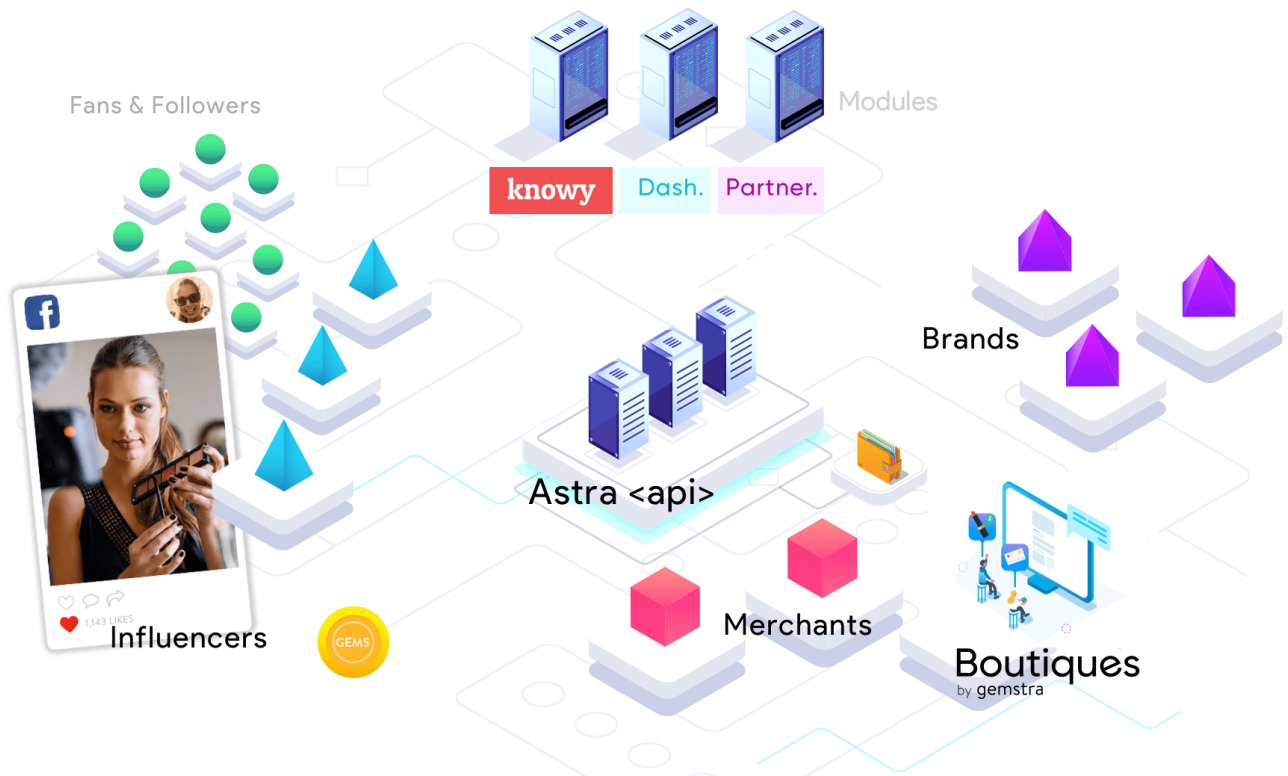 Fans & Followers
Modules
knowy
Dash.
Partner.
Brands
f
Astra <api>
1,143 LIKES
Influencers
GEMS
Merchants
Boutiques
by gemstra